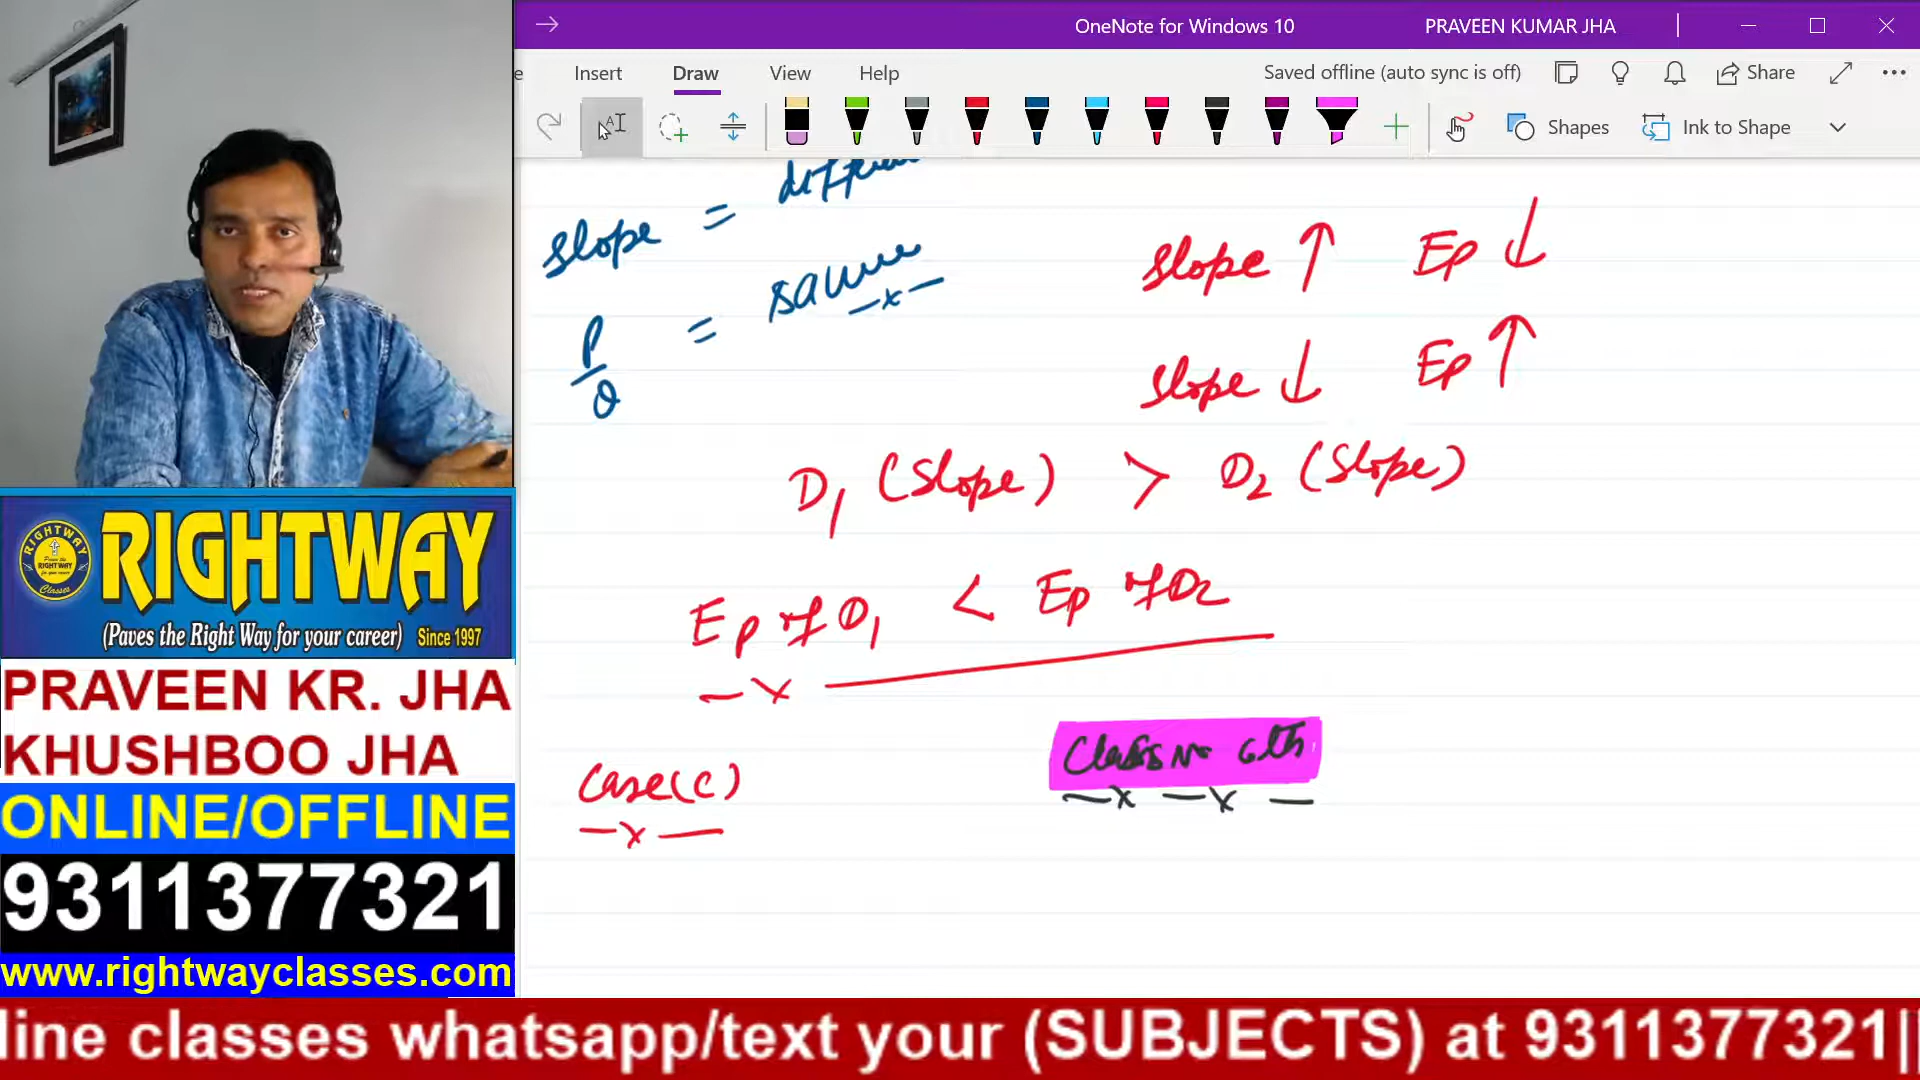 OneNote for Windows 10
PRAVEEN KUMAR JHA
Insert
Draw
View
Help
Saved offline (auto sync is off)
Share
Shapes
Ink to Shape
slope =
P/Q = same
slope ↑ Ep ↓
slope ↓ Ep ↑
D1 (slope) > D2 (slope)
Ep of D1 < Ep of D2
Case(c)
Class No 6th
RIGHTWAY
Classes
RIGHTWAY
(Paves the Right Way for your career) Since 1997
PRAVEEN KR. JHA
KHUSHBOO JHA
ONLINE/OFFLINE
9311377321
www.rightwayclasses.com
line classes whatsapp/text your (SUBJECTS) at 9311377321||